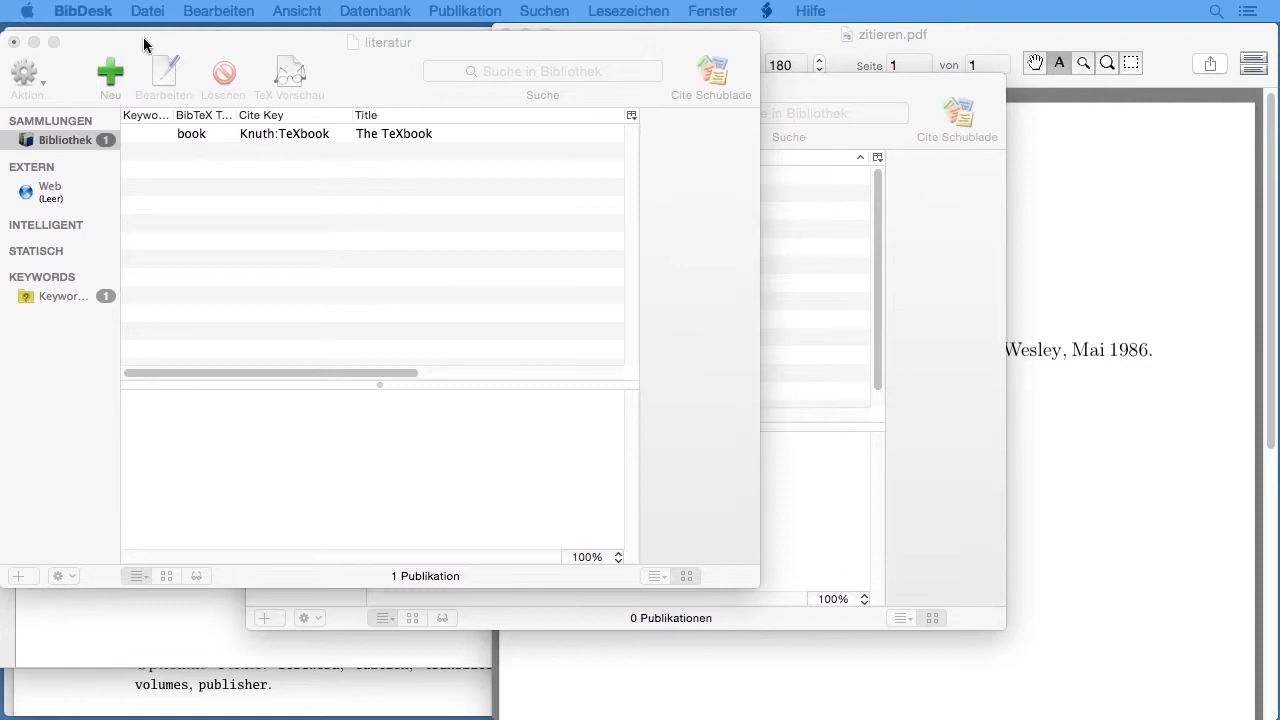 BibDesk Datei Bearbeiten Ansicht Datenbank Publikation Suchen Lesezeichen Fenster Hilfe
literatur
zitieren.pdf
180 Seite 1 von 1
Aktion Neu Bearbeiten Löschen TeX Vorschau
Suche in Bibliothek
Suche
Cite Schublade
e in Bibliothek
Suche
Cite Schublade
SAMMLUNGEN
Bibliothek 1
EXTERN
Web
(Leer)
INTELLIGENT
STATISCH
KEYWORDS
Keywor... 1
Keywo... BibTeX T... Cite Key Title
book Knuth:TeXbook The TeXbook
Wesley, Mai 1986.
100%
1 Publikation
100%
0 Publikationen
volumes, publisher.